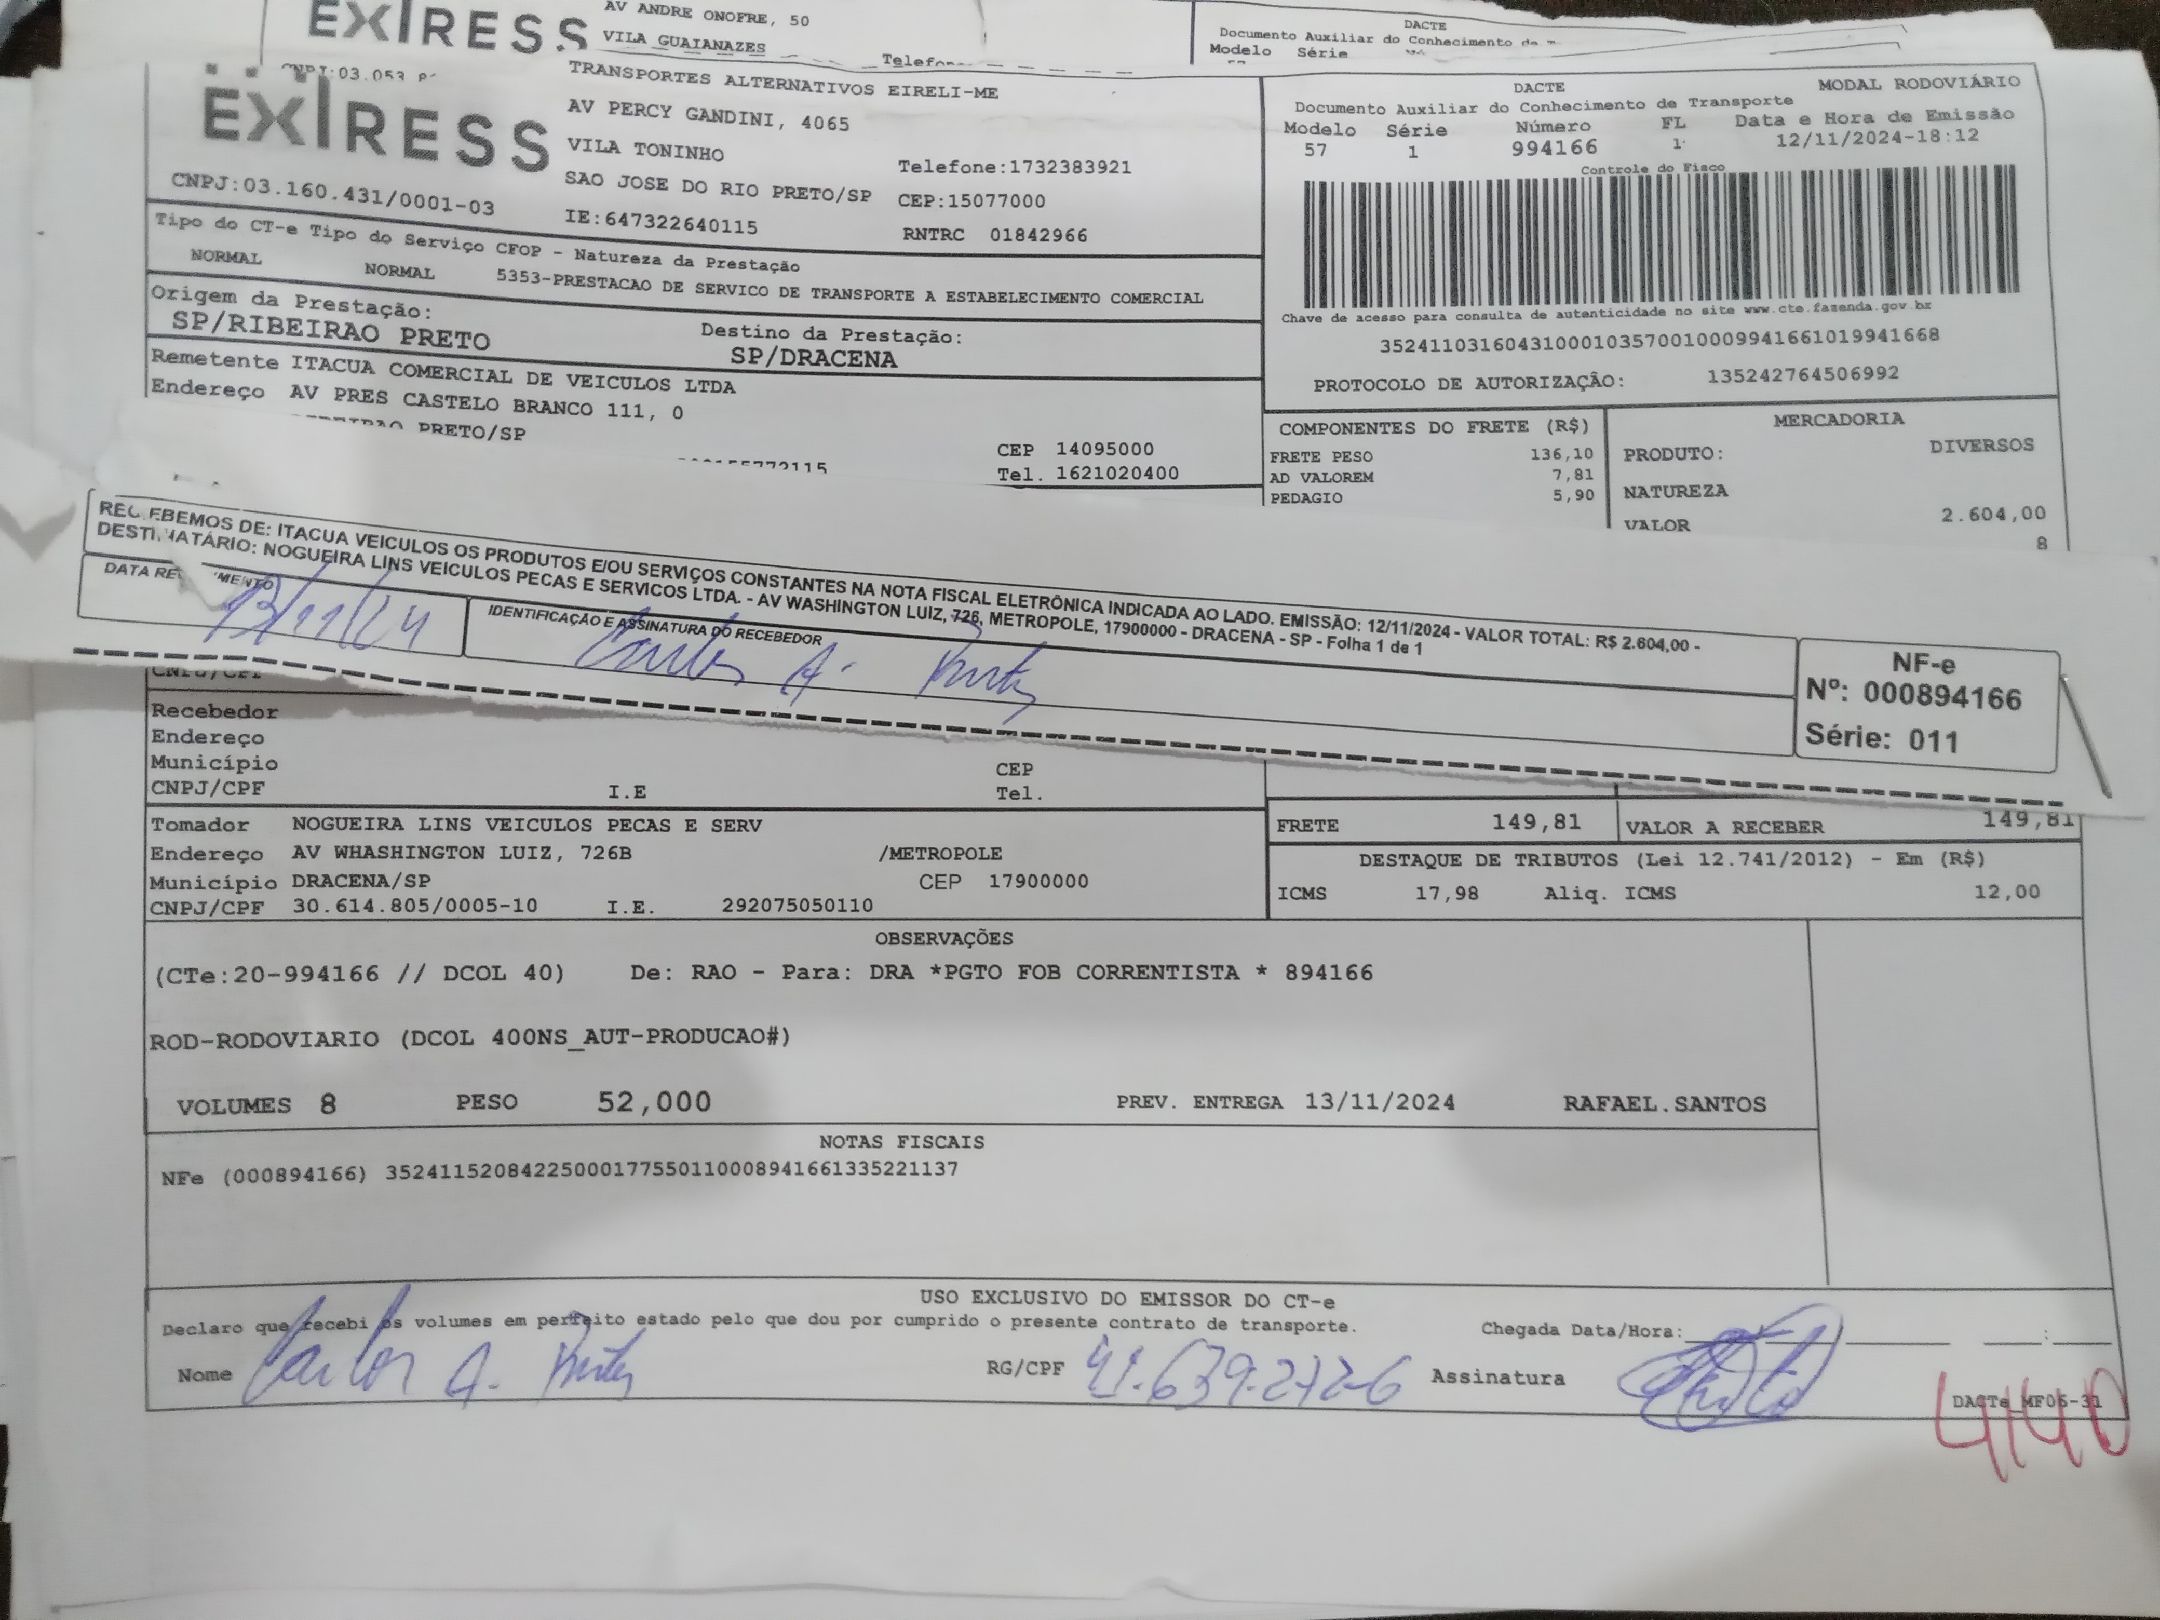 EXIRESS
AV ANDRE ONOFRE, 50
VILA GUAIANAZES
DACTE
Modelo Série
TRANSPORTES ALTERNATIVOS EIRELI-ME
EXIRESS
AV PERCY GANDINI, 4065
VILA TONINHO
Telefone:1732383921
SAO JOSE DO RIO PRETO/SP CEP:15077000
CNPJ:03.160.431/0001-03
IE:647322640115 RNTRC 01842966
DACTE MODAL RODOVIÁRIO
Documento Auxiliar do Conhecimento de Transporte
Modelo Série Número FL Data e Hora de Emissão
57 1 994166 1 12/11/2024-18:12
Controle do Fisco
Chave de acesso para consulta de autenticidade no site www.cte.fazenda.gov.br
35241103160431000103570010009941661019941668
PROTOCOLO DE AUTORIZAÇÃO: 135242764506992
Tipo do CT-e Tipo do Serviço CFOP - Natureza da Prestação
NORMAL NORMAL 5353-PRESTACAO DE SERVICO DE TRANSPORTE A ESTABELECIMENTO COMERCIAL
Origem da Prestação: Destino da Prestação:
SP/RIBEIRAO PRETO SP/DRACENA
Remetente ITACUA COMERCIAL DE VEICULOS LTDA
Endereço AV PRES CASTELO BRANCO 111, 0
PRETO/SP CEP 14095000
Tel. 1621020400
COMPONENTES DO FRETE (R$)
FRETE PESO 136,10
AD VALOREM 7,81
PEDAGIO 5,90
MERCADORIA
PRODUTO: DIVERSOS
NATUREZA
VALOR 2.604,00
8
RECEBEMOS DE: ITACUA VEICULOS OS PRODUTOS E/OU SERVIÇOS CONSTANTES NA NOTA FISCAL ELETRÔNICA INDICADA AO LADO. EMISSÃO: 12/11/2024 - VALOR TOTAL: R$ 2.604,00 -
DESTINATÁRIO: NOGUEIRA LINS VEICULOS PECAS E SERVICOS LTDA. - AV WASHINGTON LUIZ, 726, METROPOLE, 17900000 - DRACENA - SP - Folha 1 de 1
13/11/24
IDENTIFICAÇÃO E ASSINATURA DO RECEBEDOR
Carlos A.
NF-e
Nº: 000894166
Série: 011
Recebedor
Endereço
Município CEP
CNPJ/CPF I.E Tel.
Tomador NOGUEIRA LINS VEICULOS PECAS E SERV
Endereço AV WHASHINGTON LUIZ, 726B /METROPOLE
Município DRACENA/SP CEP 17900000
CNPJ/CPF 30.614.805/0005-10 I.E. 292075050110
FRETE 149,81 VALOR A RECEBER 149,81
DESTAQUE DE TRIBUTOS (Lei 12.741/2012) - Em (R$)
ICMS 17,98 Aliq. ICMS 12,00
OBSERVAÇÕES
(CTe:20-994166 // DCOL 40) De: RAO - Para: DRA *PGTO FOB CORRENTISTA * 894166
ROD-RODOVIARIO (DCOL 400NS_AUT-PRODUCAO#)
VOLUMES 8 PESO 52,000 PREV. ENTREGA 13/11/2024 RAFAEL.SANTOS
NOTAS FISCAIS
NFe (000894166) 35241152084225000177550110008941661335221137
USO EXCLUSIVO DO EMISSOR DO CT-e
Declaro que recebi os volumes em perfeito estado pelo que dou por cumprido o presente contrato de transporte. Chegada Data/Hora:
Nome Carlos A. RG/CPF 41.639.272-6 Assinatura
DACTe MF06-31
4140